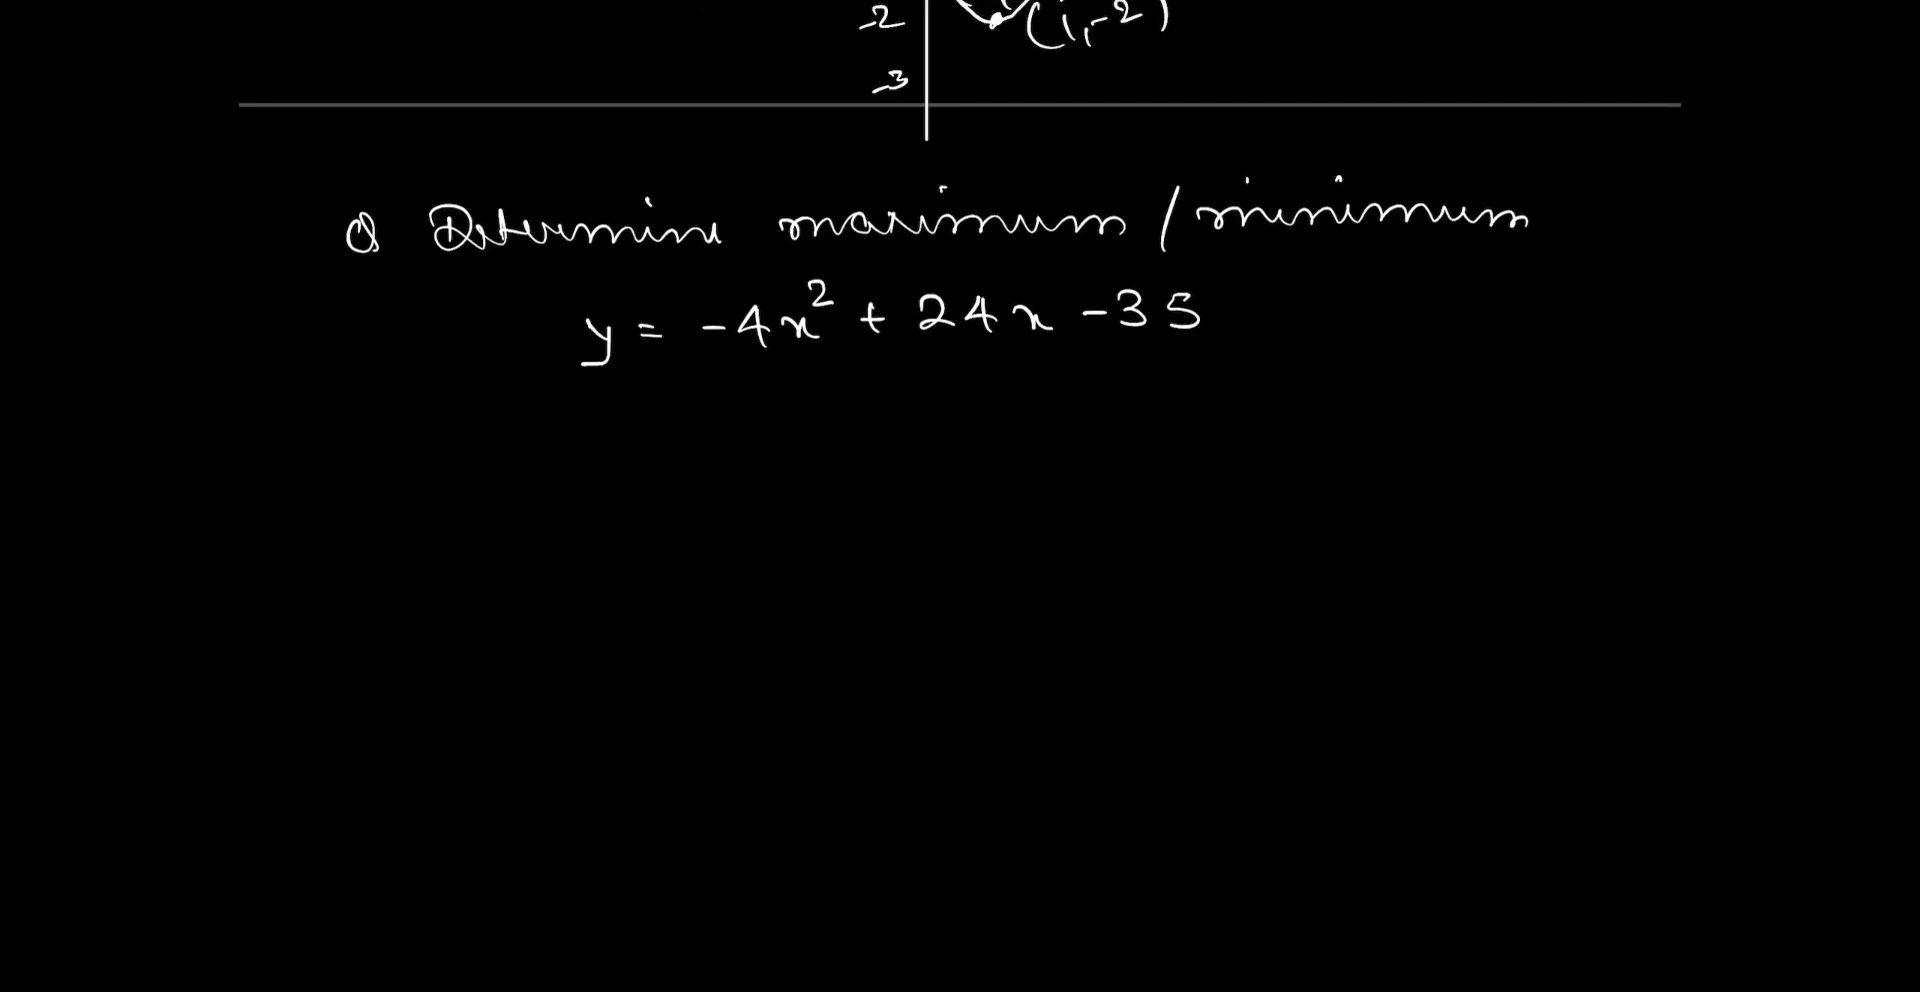 -2
(1,-2)
-3
Q Determine maximum / minimum
y = -4x² + 24x - 35